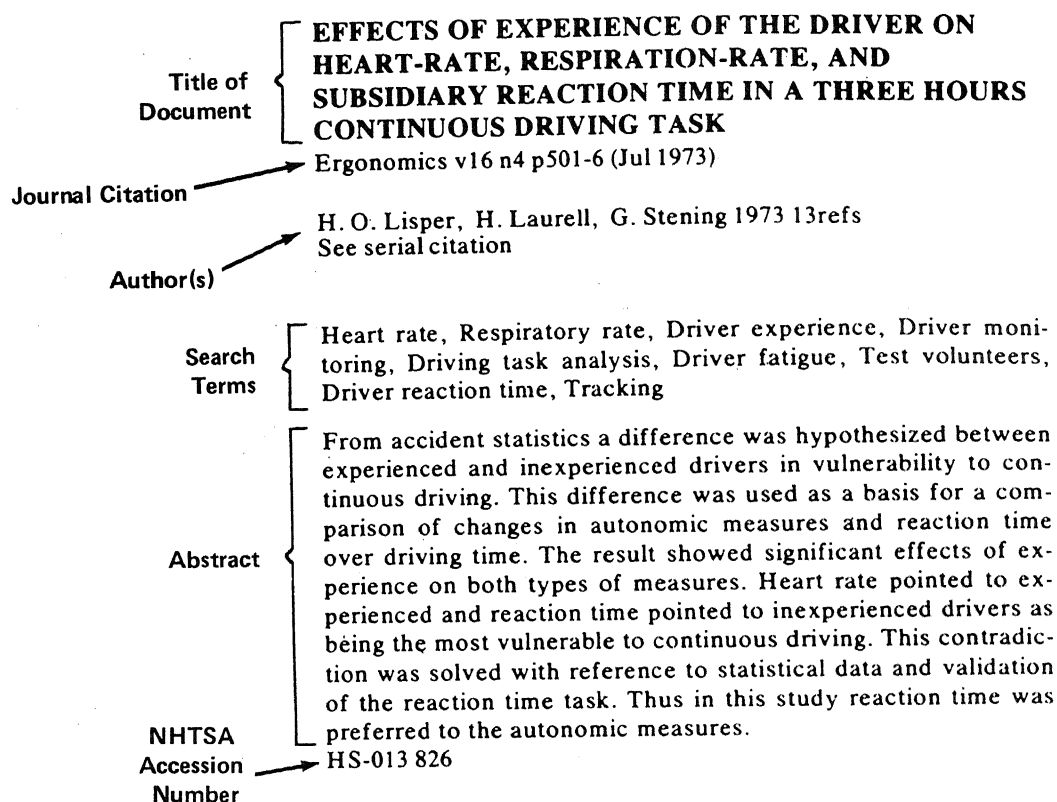 Title of
Document
EFFECTS OF EXPERIENCE OF THE DRIVER ON
HEART-RATE, RESPIRATION-RATE, AND
SUBSIDIARY REACTION TIME IN A THREE HOURS
CONTINUOUS DRIVING TASK
Journal Citation
Ergonomics v16 n4 p501-6 (Jul 1973)
Author(s)
H. O. Lisper, H. Laurell, G. Stening 1973 13refs
See serial citation
Search
Terms
Heart rate, Respiratory rate, Driver experience, Driver moni-
toring, Driving task analysis, Driver fatigue, Test volunteers,
Driver reaction time, Tracking
Abstract
From accident statistics a difference was hypothesized between
experienced and inexperienced drivers in vulnerability to con-
tinuous driving. This difference was used as a basis for a com-
parison of changes in autonomic measures and reaction time
over driving time. The result showed significant effects of ex-
perience on both types of measures. Heart rate pointed to ex-
perienced and reaction time pointed to inexperienced drivers as
being the most vulnerable to continuous driving. This contradic-
tion was solved with reference to statistical data and validation
of the reaction time task. Thus in this study reaction time was
preferred to the autonomic measures.
NHTSA
Accession
Number
HS-013 826